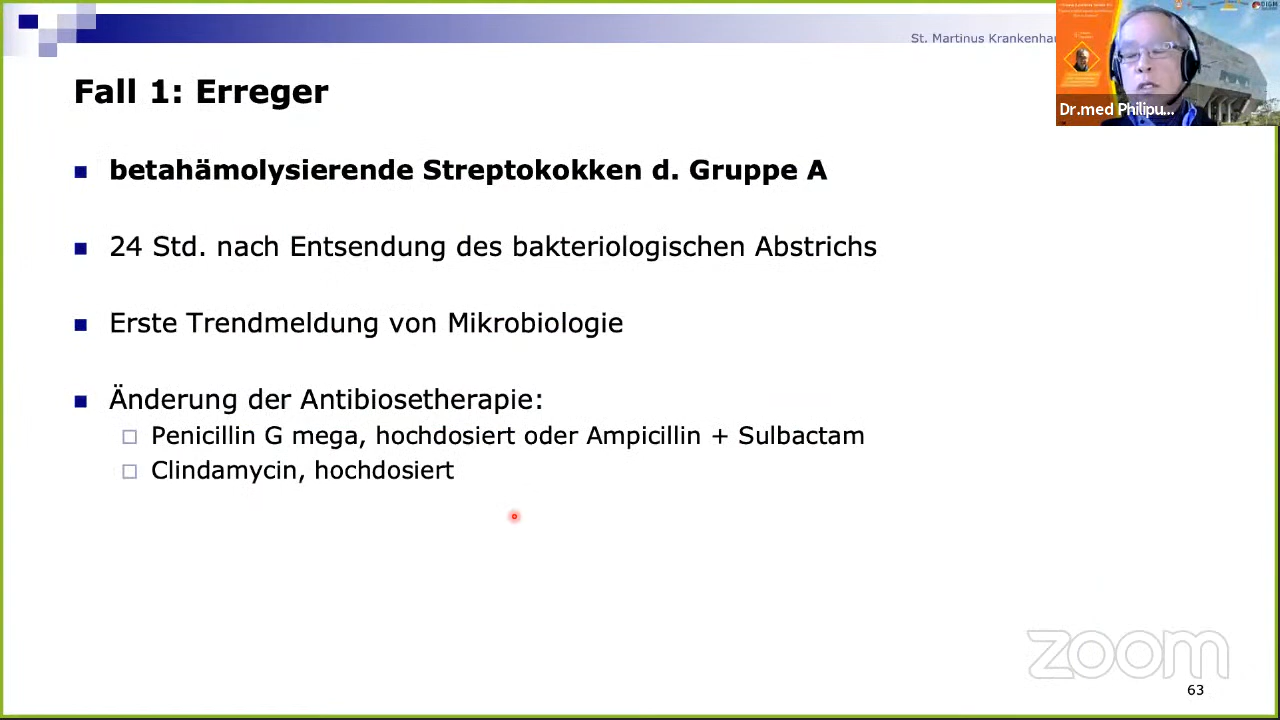 St. Martinus
Fall 1: Erreger
Dr.med Philipu...
betahämolysierende Streptokokken d. Gruppe A
24 Std. nach Entsendung des bakteriologischen Abstrichs
Erste Trendmeldung von Mikrobiologie
Änderung der Antibiosetherapie:
Penicillin G mega, hochdosiert oder Ampicillin + Sulbactam
Clindamycin, hochdosiert
zoom
63